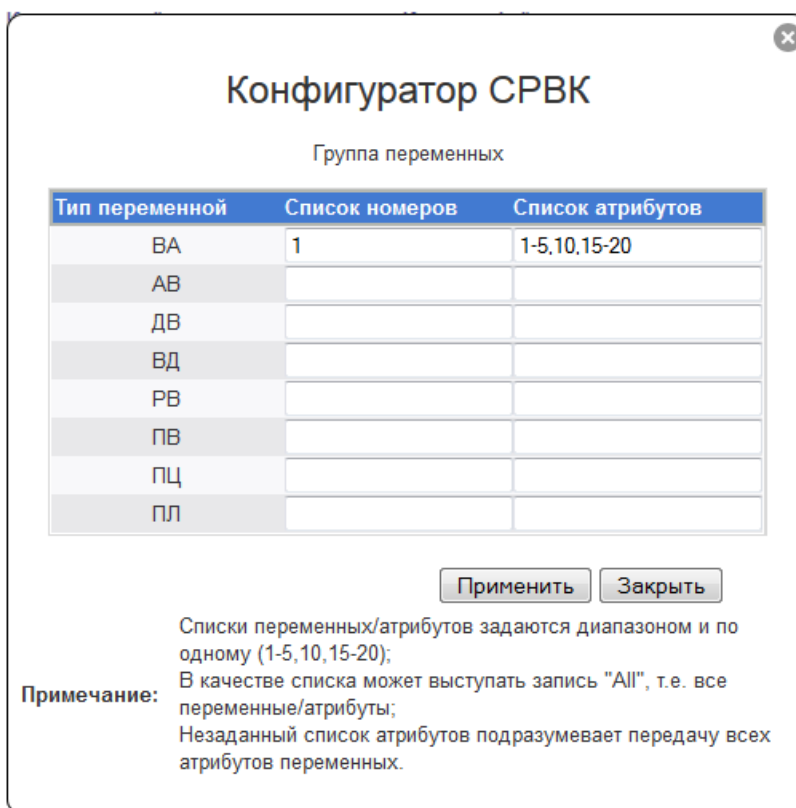 Конфигуратор СРВК
Группа переменных
Тип переменной Список номеров Список атрибутов
ВА 1 1-5,10,15-20
АВ
ДВ
ВД
РВ
ПВ
ПЦ
ПЛ
Применить Закрыть
Примечание:
Списки переменных/атрибутов задаются диапазоном и по
одному (1-5,10,15-20);
В качестве списка может выступать запись "All", т.е. все
переменные/атрибуты;
Незаданный список атрибутов подразумевает передачу всех
атрибутов переменных.